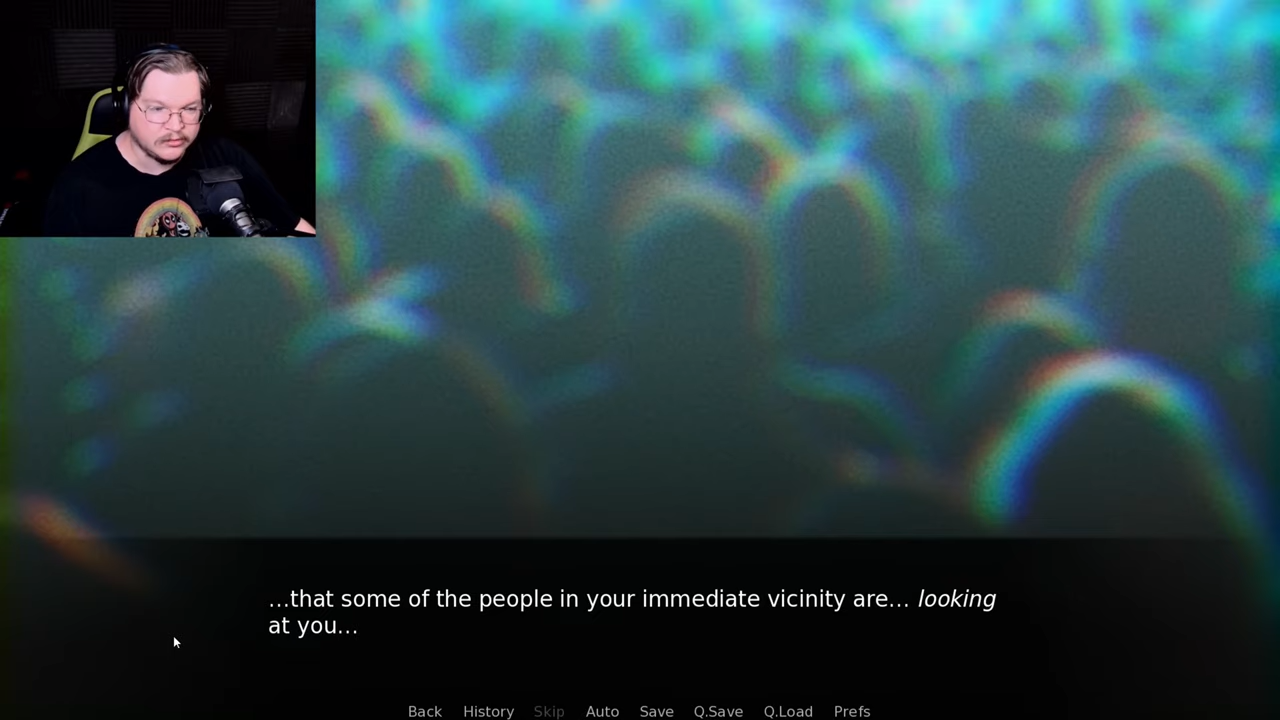 …that some of the people in your immediate vicinity are… looking
at you…
Back History Skip Auto Save Q.Save Q.Load Prefs